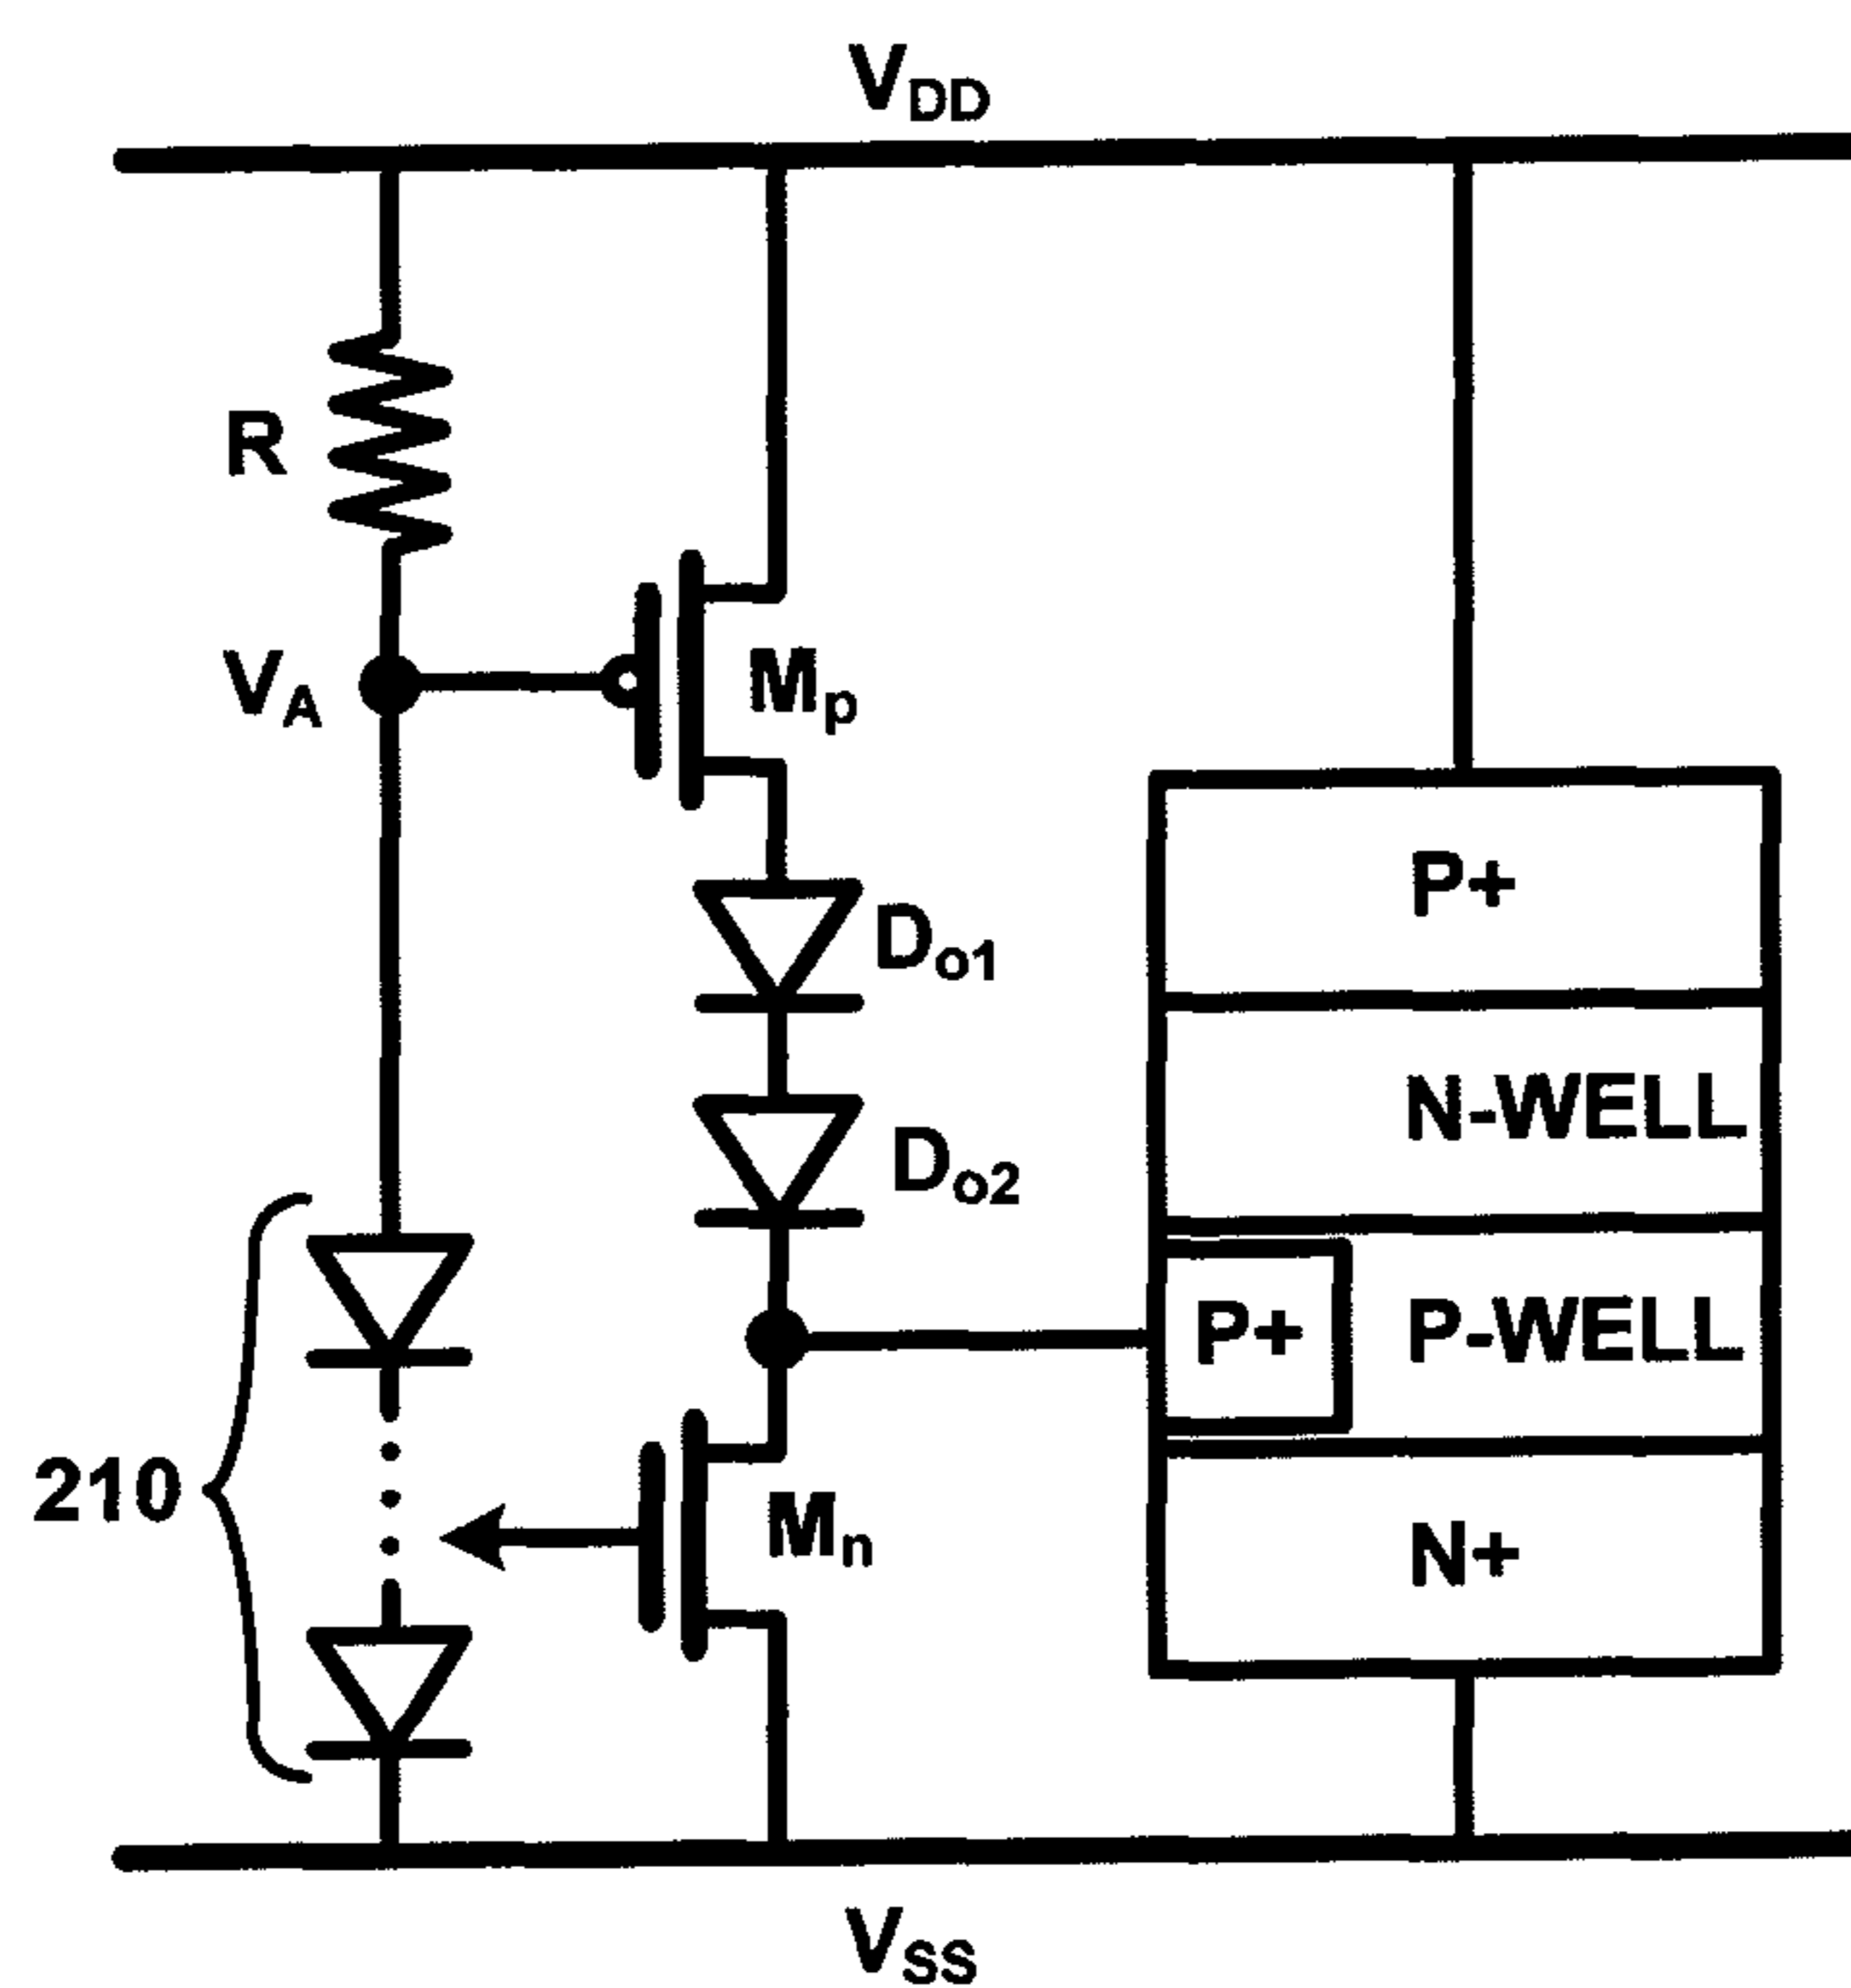 VDD
R
VA
Mp
P+
Do1
N-WELL
Do2
P+ P-WELL
210
Mn
N+
VSS